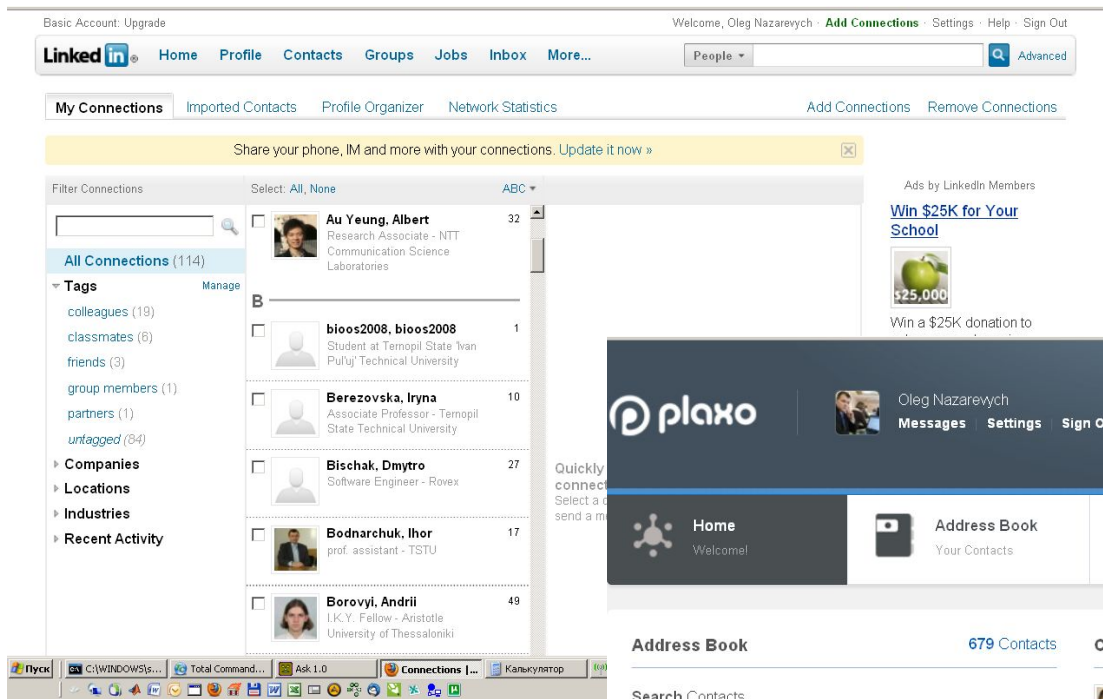 Basic Account: Upgrade
Welcome, Oleg Nazarevych · Add Connections · Settings · Help · Sign Out
Linked in ® Home Profile Contacts Groups Jobs Inbox More...
People Advanced
My Connections Imported Contacts Profile Organizer Network Statistics Add Connections Remove Connections
Share your phone, IM and more with your connections. Update it now »
Filter Connections
Select: All, None ABC
All Connections (114)
Tags Manage
colleagues (19)
classmates (6)
friends (3)
group members (1)
partners (1)
untagged (84)
Companies
Locations
Industries
Recent Activity
Au Yeung, Albert 32
Research Associate - NTT
Communication Science
Laboratories
B
bioos2008, bioos2008 1
Student at Ternopil State 'Ivan
Pul'uj' Technical University
Berezovska, Iryna 10
Associate Professor - Ternopil
State Technical University
Bischak, Dmytro 27
Software Engineer - Rovex
Bodnarchuk, Ihor 17
prof. assistant - TSTU
Borovyi, Andrii 49
I.K.Y. Fellow - Aristotle
University of Thessaloniki
Quickly
connect
Select a
send a
Ads by LinkedIn Members
Win $25K for Your
School
$25,000
Win a $25K donation to
plaxo
Oleg Nazarevych
Messages Settings Sign O
Home
Welcome!
Address Book
Your Contacts
Address Book 679 Contacts
Search Contacts
Пуск C:\WINDOWS\s... Total Command... Ask 1.0 Connections |... Калькулятор